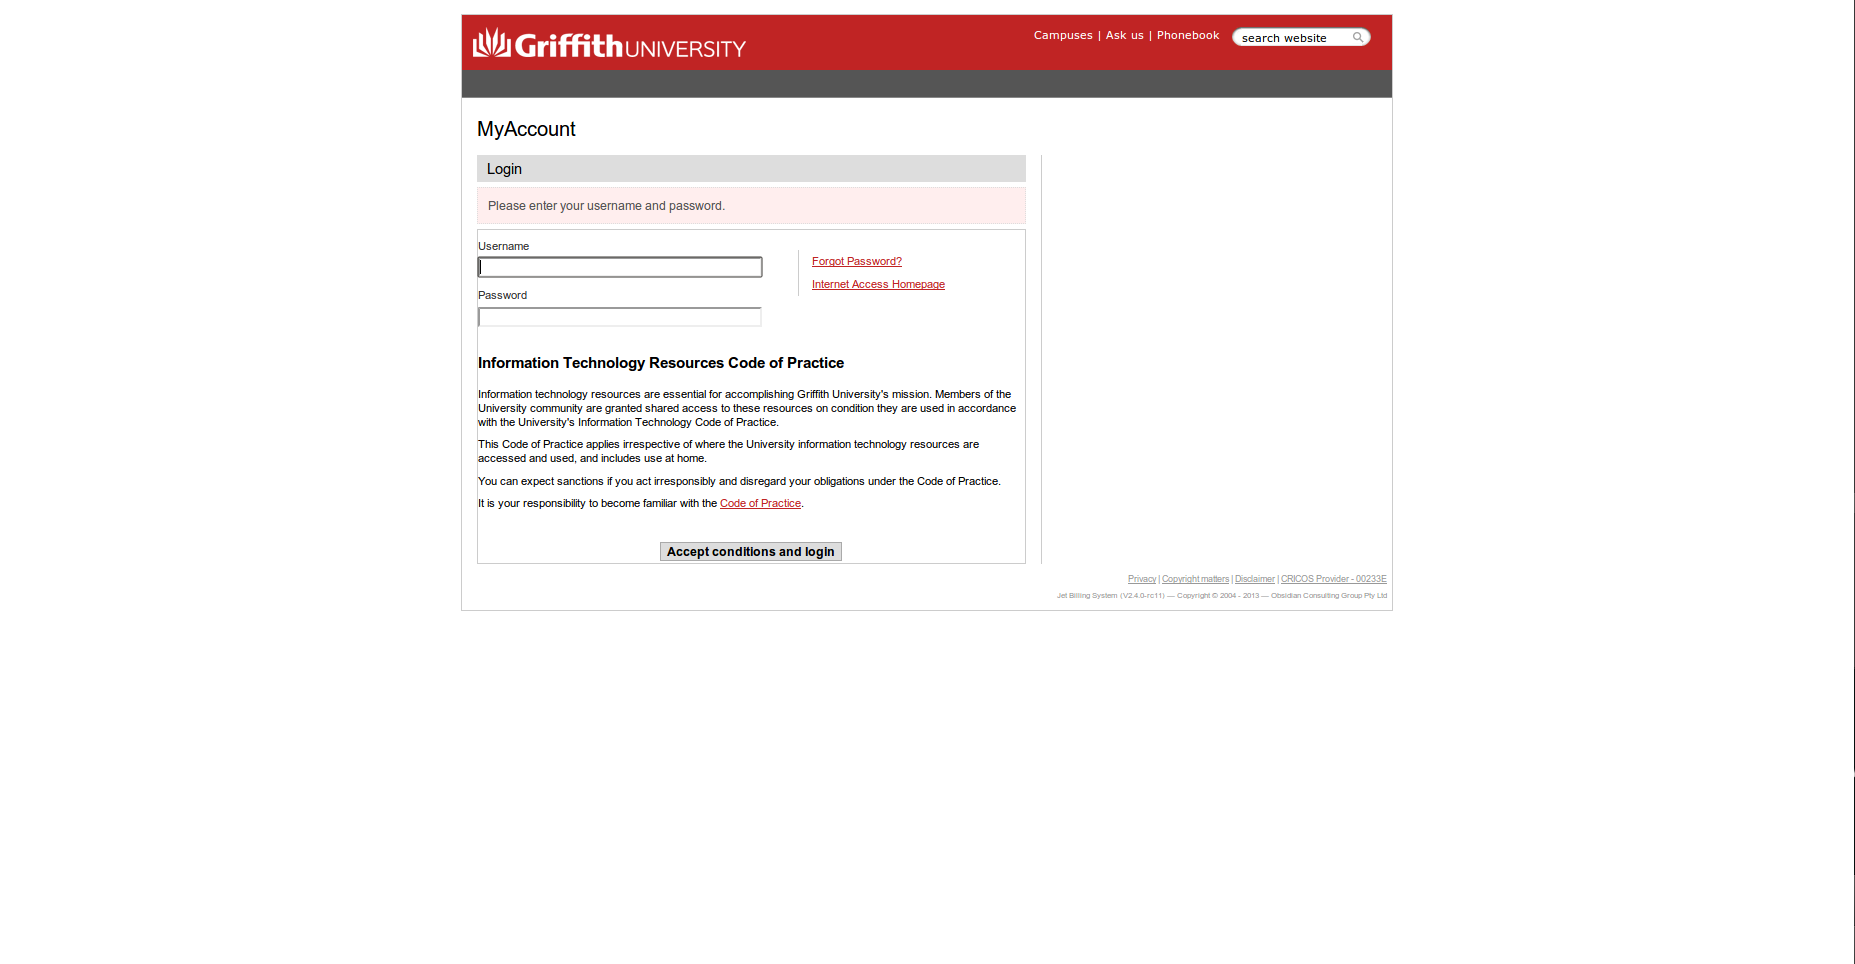 Griffith UNIVERSITY
Campuses | Ask us | Phonebook
search website
MyAccount
Login
Please enter your username and password.
Username
Forgot Password?
Internet Access Homepage
Password
Information Technology Resources Code of Practice
Information technology resources are essential for accomplishing Griffith University's mission. Members of the
University community are granted shared access to these resources on condition they are used in accordance
with the University's Information Technology Code of Practice.
This Code of Practice applies irrespective of where the University information technology resources are
accessed and used, and includes use at home.
You can expect sanctions if you act irresponsibly and disregard your obligations under the Code of Practice.
It is your responsibility to become familiar with the Code of Practice.
Accept conditions and login
Privacy | Copyright matters | Disclaimer | CRICOS Provider - 00233E
Jet Billing System (V2.4.0-rc11) — Copyright © 2004 - 2013 — Obsidian Consulting Group Pty Ltd